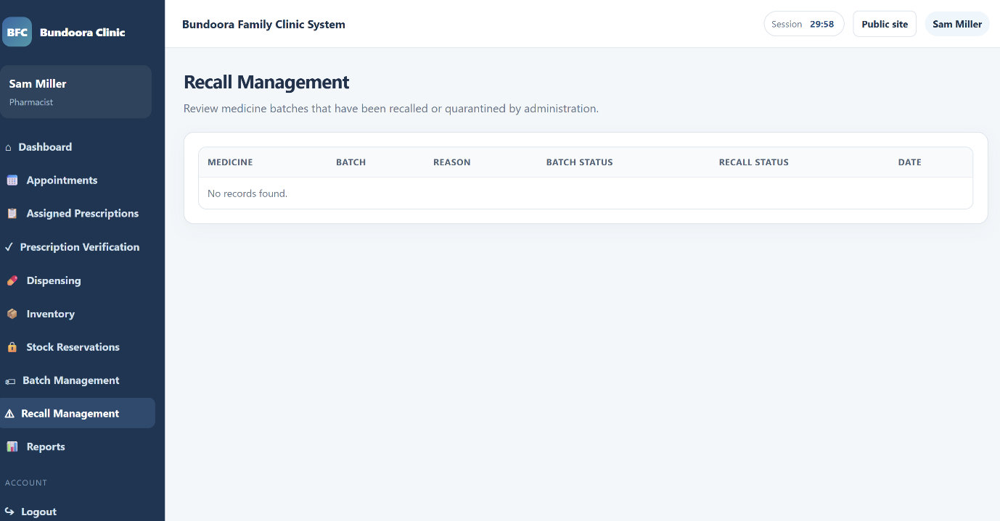 BFC Bundoora Clinic
Sam Miller
Pharmacist
Dashboard
Appointments
Assigned Prescriptions
Prescription Verification
Dispensing
Inventory
Stock Reservations
Batch Management
Recall Management
Reports
ACCOUNT
Logout
Bundoora Family Clinic System
Session 29:58
Public site
Sam Miller
Recall Management
Review medicine batches that have been recalled or quarantined by administration.
MEDICINE BATCH REASON BATCH STATUS RECALL STATUS DATE
No records found.